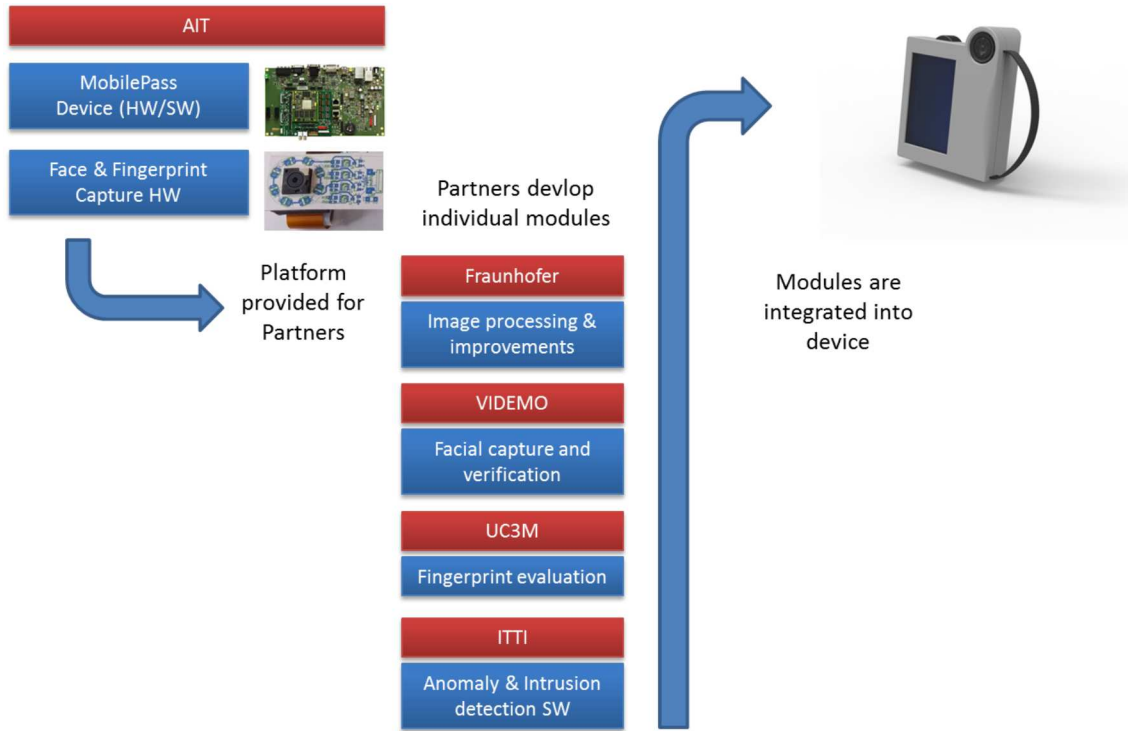 AIT
MobilePass
Device (HW/SW)
Face & Fingerprint
Capture HW
Platform
provided for
Partners
Partners devlop
individual modules
Fraunhofer
Image processing &
improvements
VIDEMO
Facial capture and
verification
UC3M
Fingerprint evaluation
ITTI
Anomaly & Intrusion
detection SW
Modules are
integrated into
device